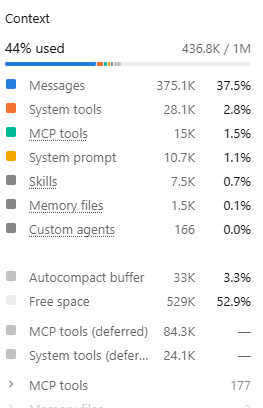 Context
44% used 436.8K / 1M
Messages 375.1K 37.5%
System tools 28.1K 2.8%
MCP tools 15K 1.5%
System prompt 10.7K 1.1%
Skills 7.5K 0.7%
Memory files 1.5K 0.1%
Custom agents 166 0.0%
Autocompact buffer 33K 3.3%
Free space 529K 52.9%
MCP tools (deferred) 84.3K —
System tools (defer... 24.1K —
MCP tools 177
Memory files